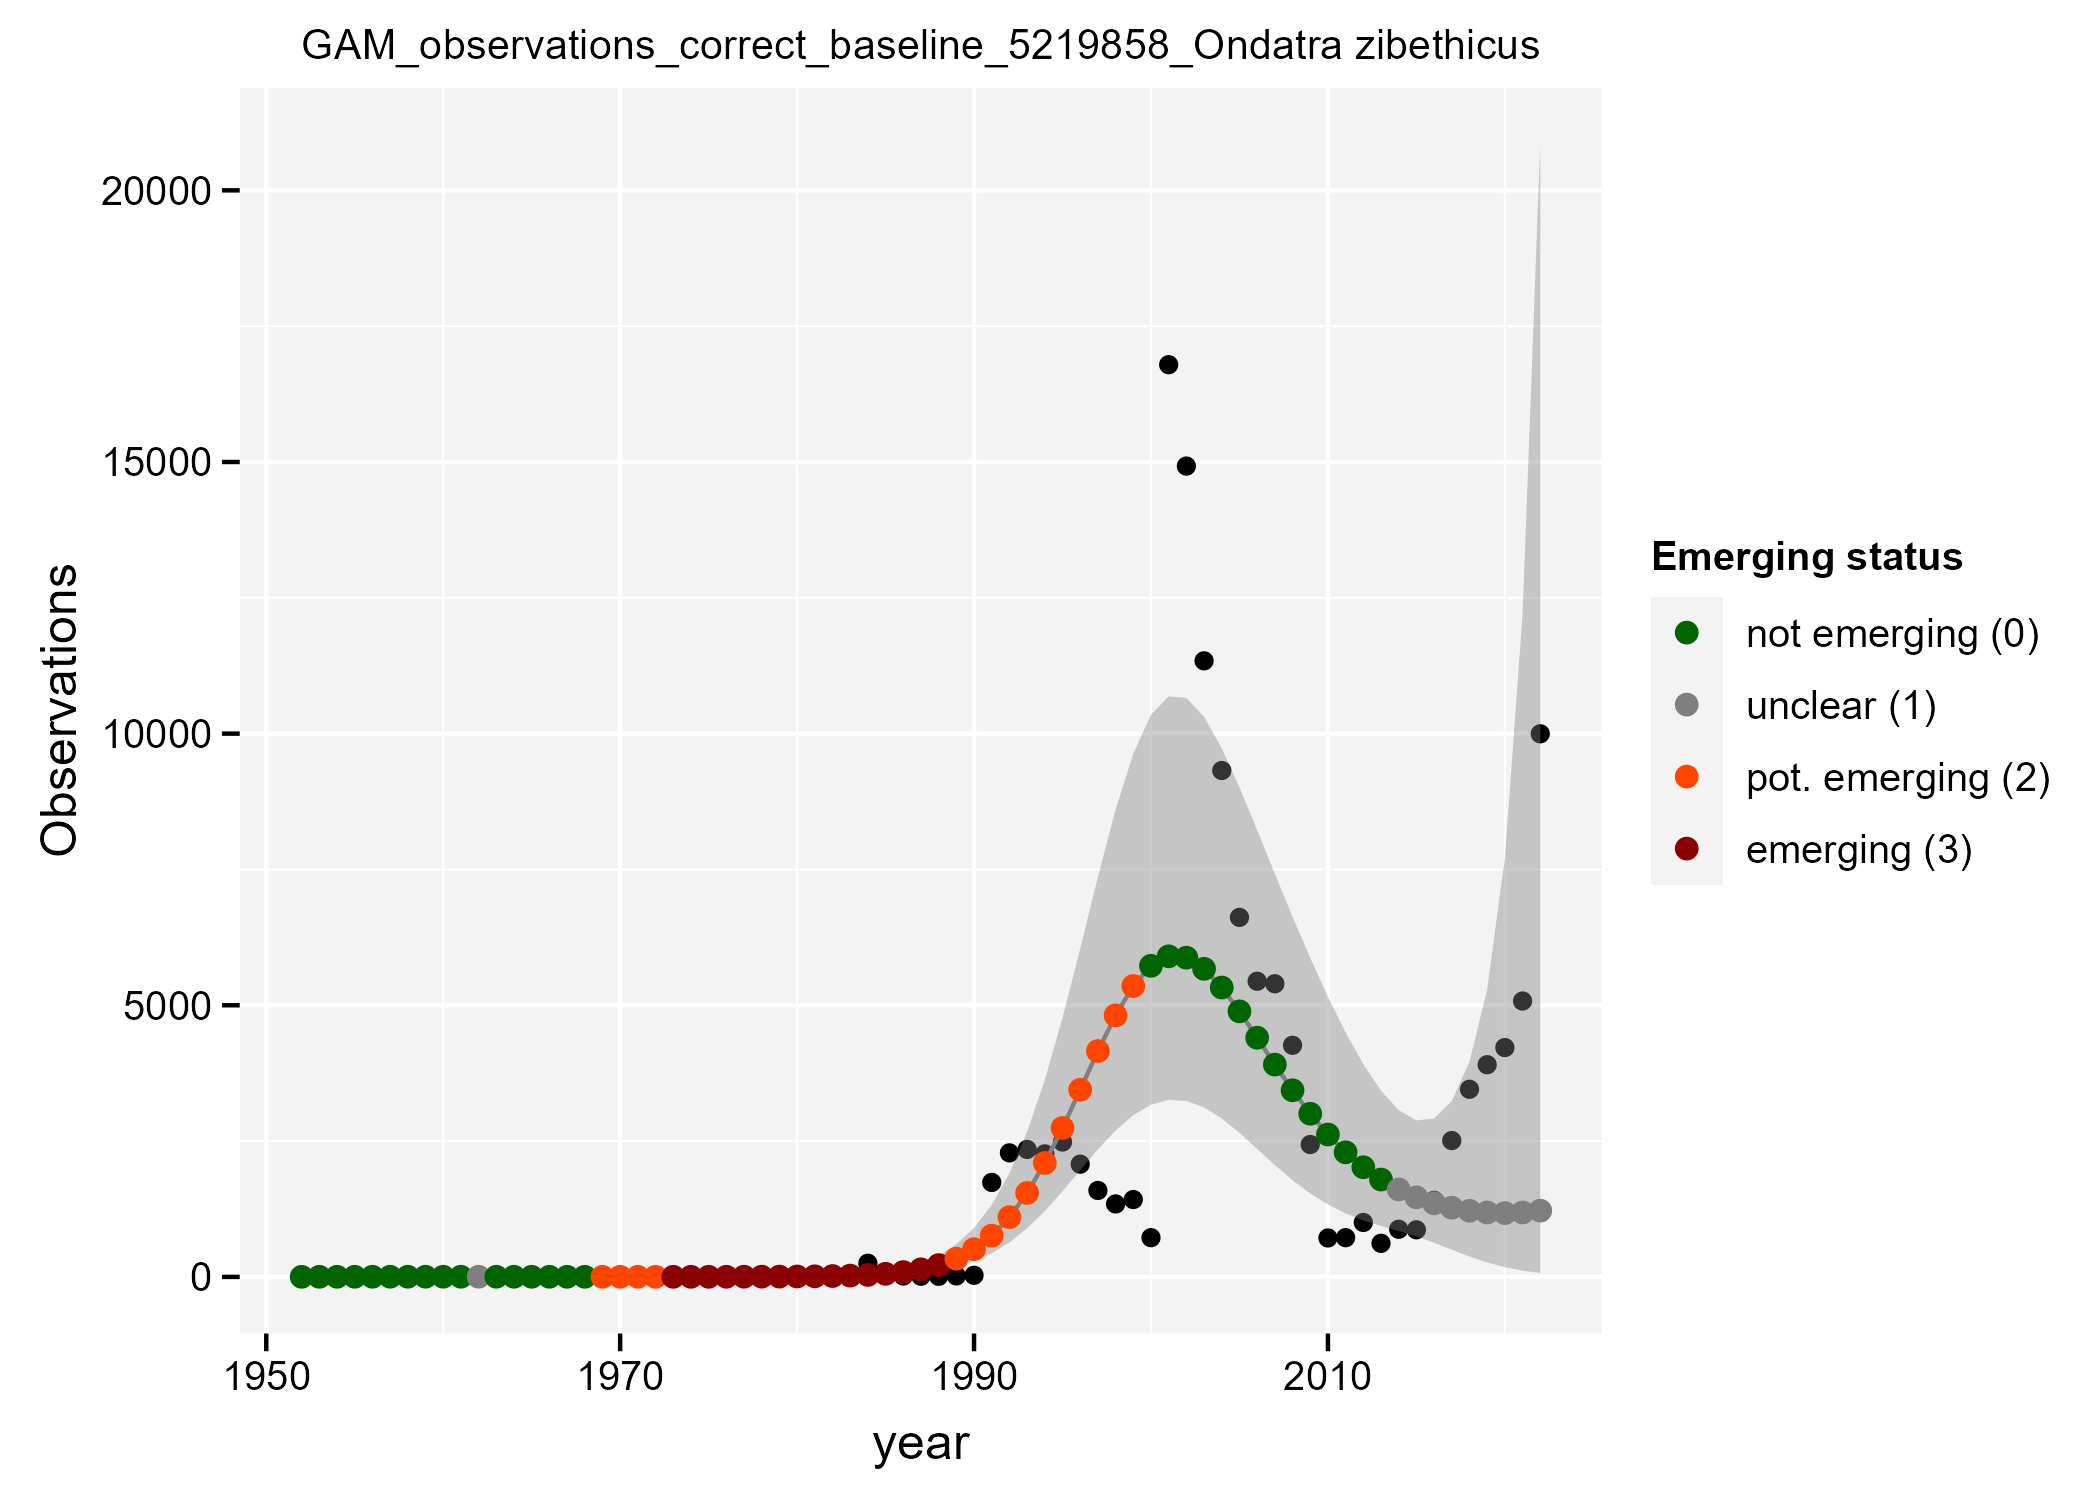 GAM_observations_correct_baseline_5219858_Ondatra zibethicus
20000
15000
10000
5000
0
Observations
1950 1970 1990 2010
year
Emerging status
not emerging (0)
unclear (1)
pot. emerging (2)
emerging (3)